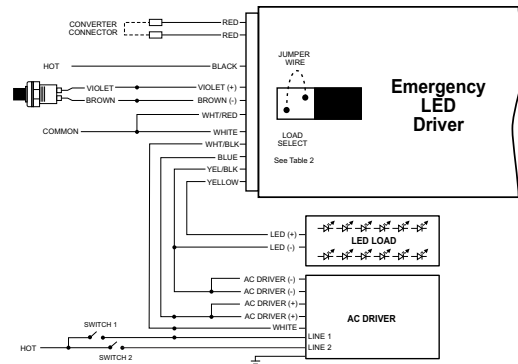 CONVERTER
CONNECTOR
RED
RED
HOT
BLACK
VIOLET
VIOLET (+)
BROWN
BROWN (-)
WHT/RED
COMMON
WHITE
WHT/BLK
BLUE
YEL/BLK
YELLOW
JUMPER
WIRE
LOAD
SELECT
See Table 2
Emergency
LED
Driver
LED (+)
LED (-)
LED LOAD
AC DRIVER (-)
AC DRIVER (-)
AC DRIVER (+)
AC DRIVER (+)
WHITE
LINE 1
LINE 2
AC DRIVER
SWITCH 1
HOT
SWITCH 2